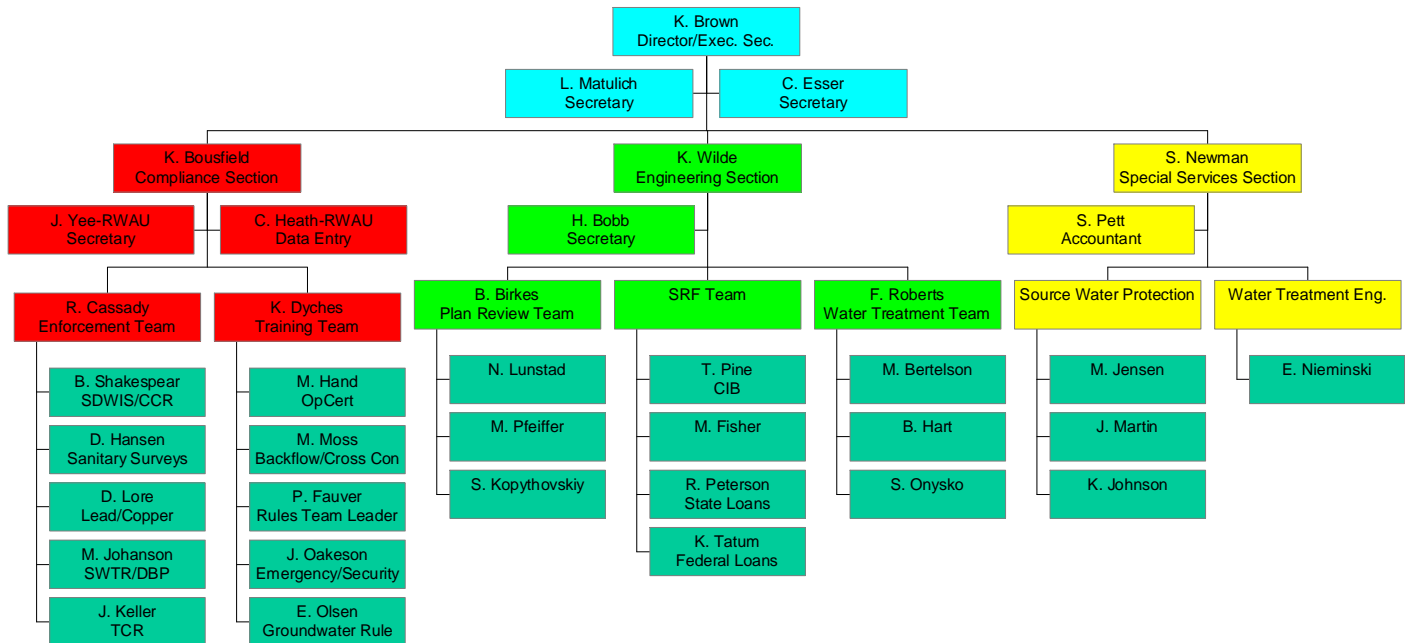 K. Brown
Director/Exec. Sec.
L. Matulich
Secretary
C. Esser
Secretary
K. Bousfield
Compliance Section
K. Wilde
Engineering Section
S. Newman
Special Services Section
J. Yee-RWAU
Secretary
C. Heath-RWAU
Data Entry
H. Bobb
Secretary
S. Pett
Accountant
R. Cassady
Enforcement Team
K. Dyches
Training Team
B. Birkes
Plan Review Team
SRF Team
F. Roberts
Water Treatment Team
Source Water Protection
Water Treatment Eng.
B. Shakespear
SDWIS/CCR
D. Hansen
Sanitary Surveys
D. Lore
Lead/Copper
M. Johanson
SWTR/DBP
J. Keller
TCR
M. Hand
OpCert
M. Moss
Backflow/Cross Con
P. Fauver
Rules Team Leader
J. Oakeson
Emergency/Security
E. Olsen
Groundwater Rule
N. Lunstad
M. Pfeiffer
S. Kopythovskiy
T. Pine
CIB
M. Fisher
R. Peterson
State Loans
K. Tatum
Federal Loans
M. Bertelson
B. Hart
S. Onysko
M. Jensen
J. Martin
K. Johnson
E. Nieminski